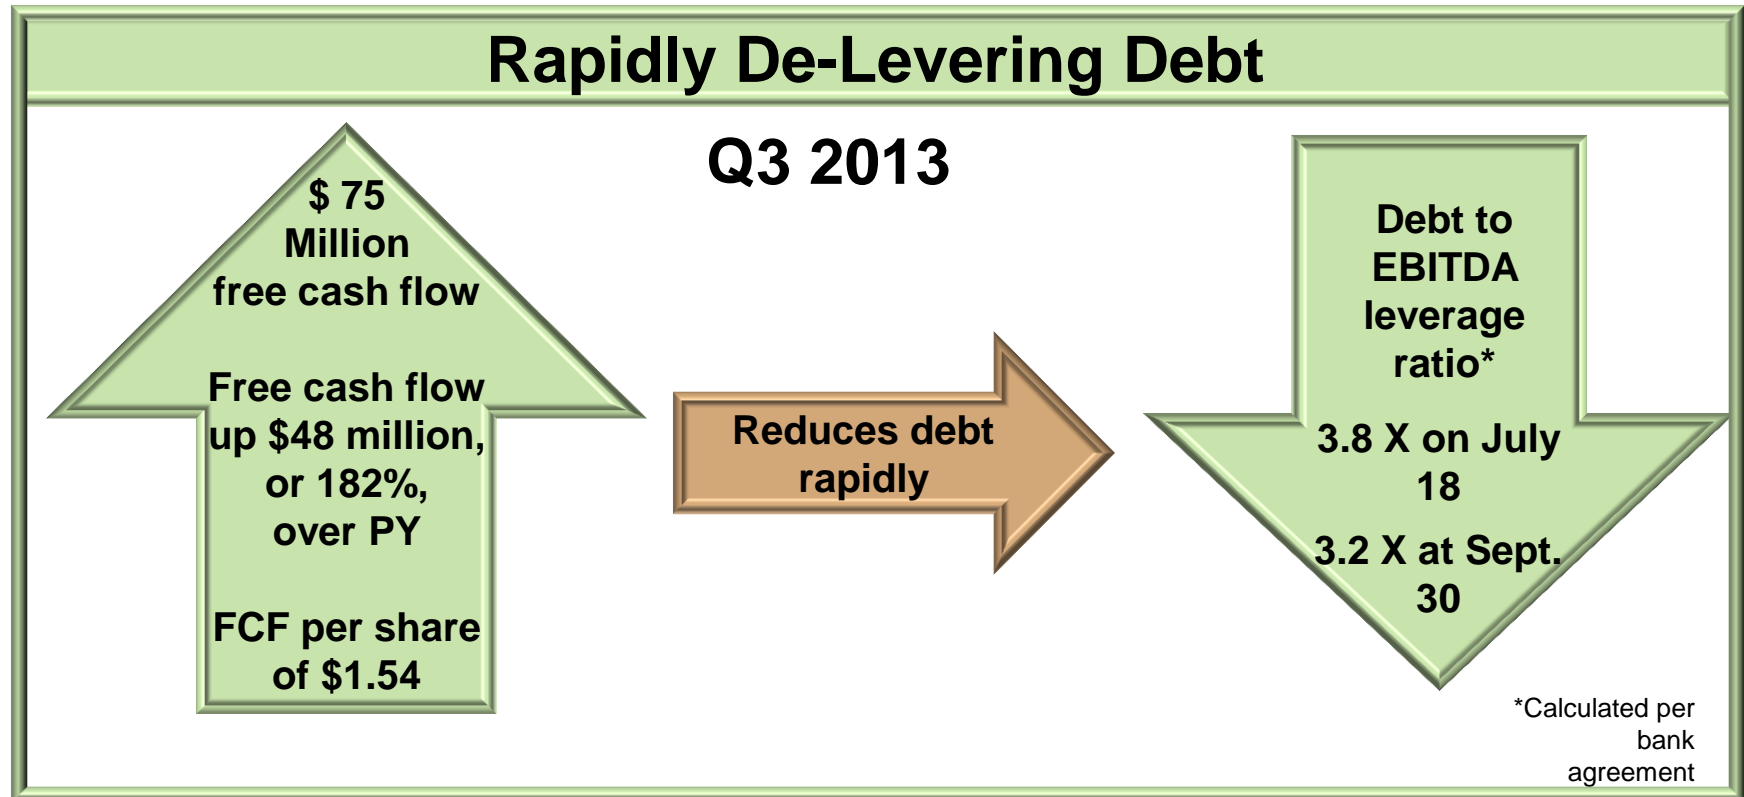 Rapidly De-Levering Debt
Q3 2013
$ 75
Million
free cash flow
Free cash flow
up $48 million,
or 182%,
over PY
FCF per share
of $1.54
Reduces debt
rapidly
Debt to
EBITDA
leverage
ratio*
3.8 X on July
18
3.2 X at Sept.
30
*Calculated per
bank
agreement